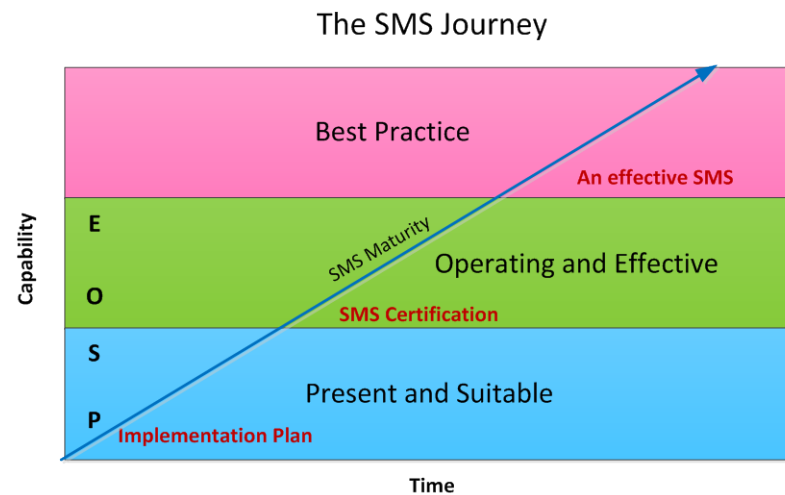 The SMS Journey
Best Practice
An effective SMS
E
SMS Maturity
Operating and Effective
O
SMS Certification
S
Present and Suitable
P
Implementation Plan
Capability
Time